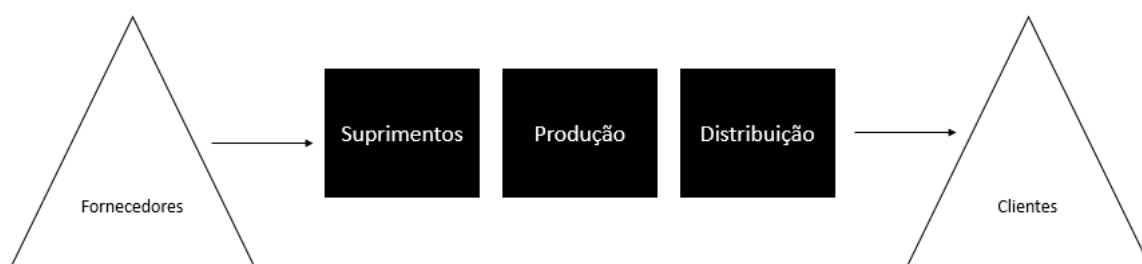 Fornecedores
Suprimentos
Produção
Distribuição
Clientes